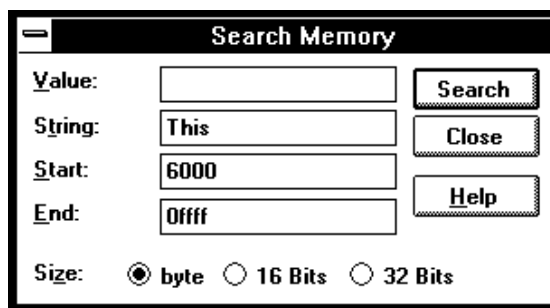 Search Memory
Value: Search
String: This Close
Start: 6000 Help
End: 0ffff
Size: byte 16 Bits 32 Bits